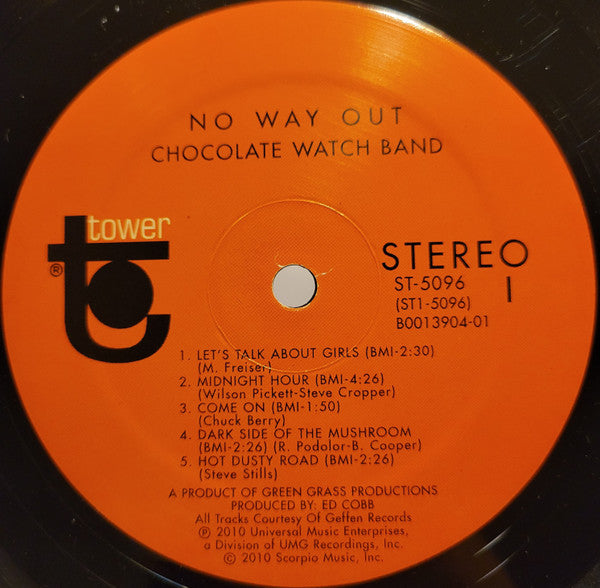 NO WAY OUT
CHOCOLATE WATCH BAND
tower
®
STEREO
ST-5096
(ST1-5096)
B0013904-01
1
1. LET'S TALK ABOUT GIRLS (BMI-2:30)
(M. Freiser)
2. MIDNIGHT HOUR (BMI-4:26)
(Wilson Pickett-Steve Cropper)
3. COME ON (BMI-1:50)
(Chuck Berry)
4. DARK SIDE OF THE MUSHROOM
(BMI-2:26) (R. Podolor-B. Cooper)
5. HOT DUSTY ROAD (BMI-2:26)
(Steve Stills)
A PRODUCT OF GREEN GRASS PRODUCTIONS
PRODUCED BY: ED COBB
All Tracks Courtesy Of Geffen Records
℗ 2010 Universal Music Enterprises,
a Division of UMG Recordings, Inc.
© 2010 Scorpio Music, Inc.